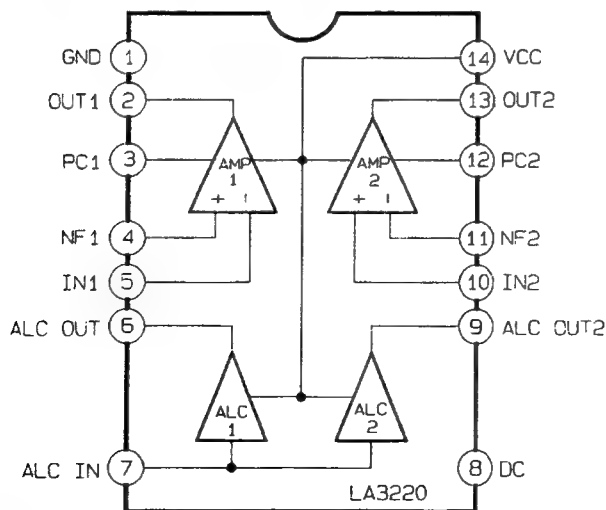 GND 1
14 VCC
OUT1 2
13 OUT2
PC1 3
AMP 1
AMP 2
12 PC2
+ -
+ -
NF1 4
11 NF2
IN1 5
10 IN2
ALC OUT 6
9 ALC OUT2
ALC 1
ALC 2
ALC IN 7
8 DC
LA3220